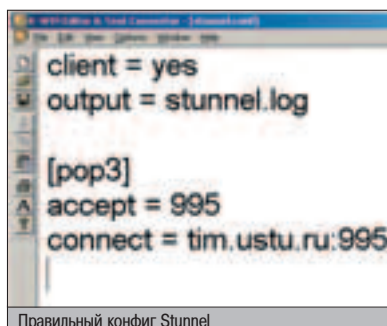 client = yes
output = stunnel.log
[pop3]
accept = 995
connect = tim.ustu.ru:995
Правильный конфиг Stunnel